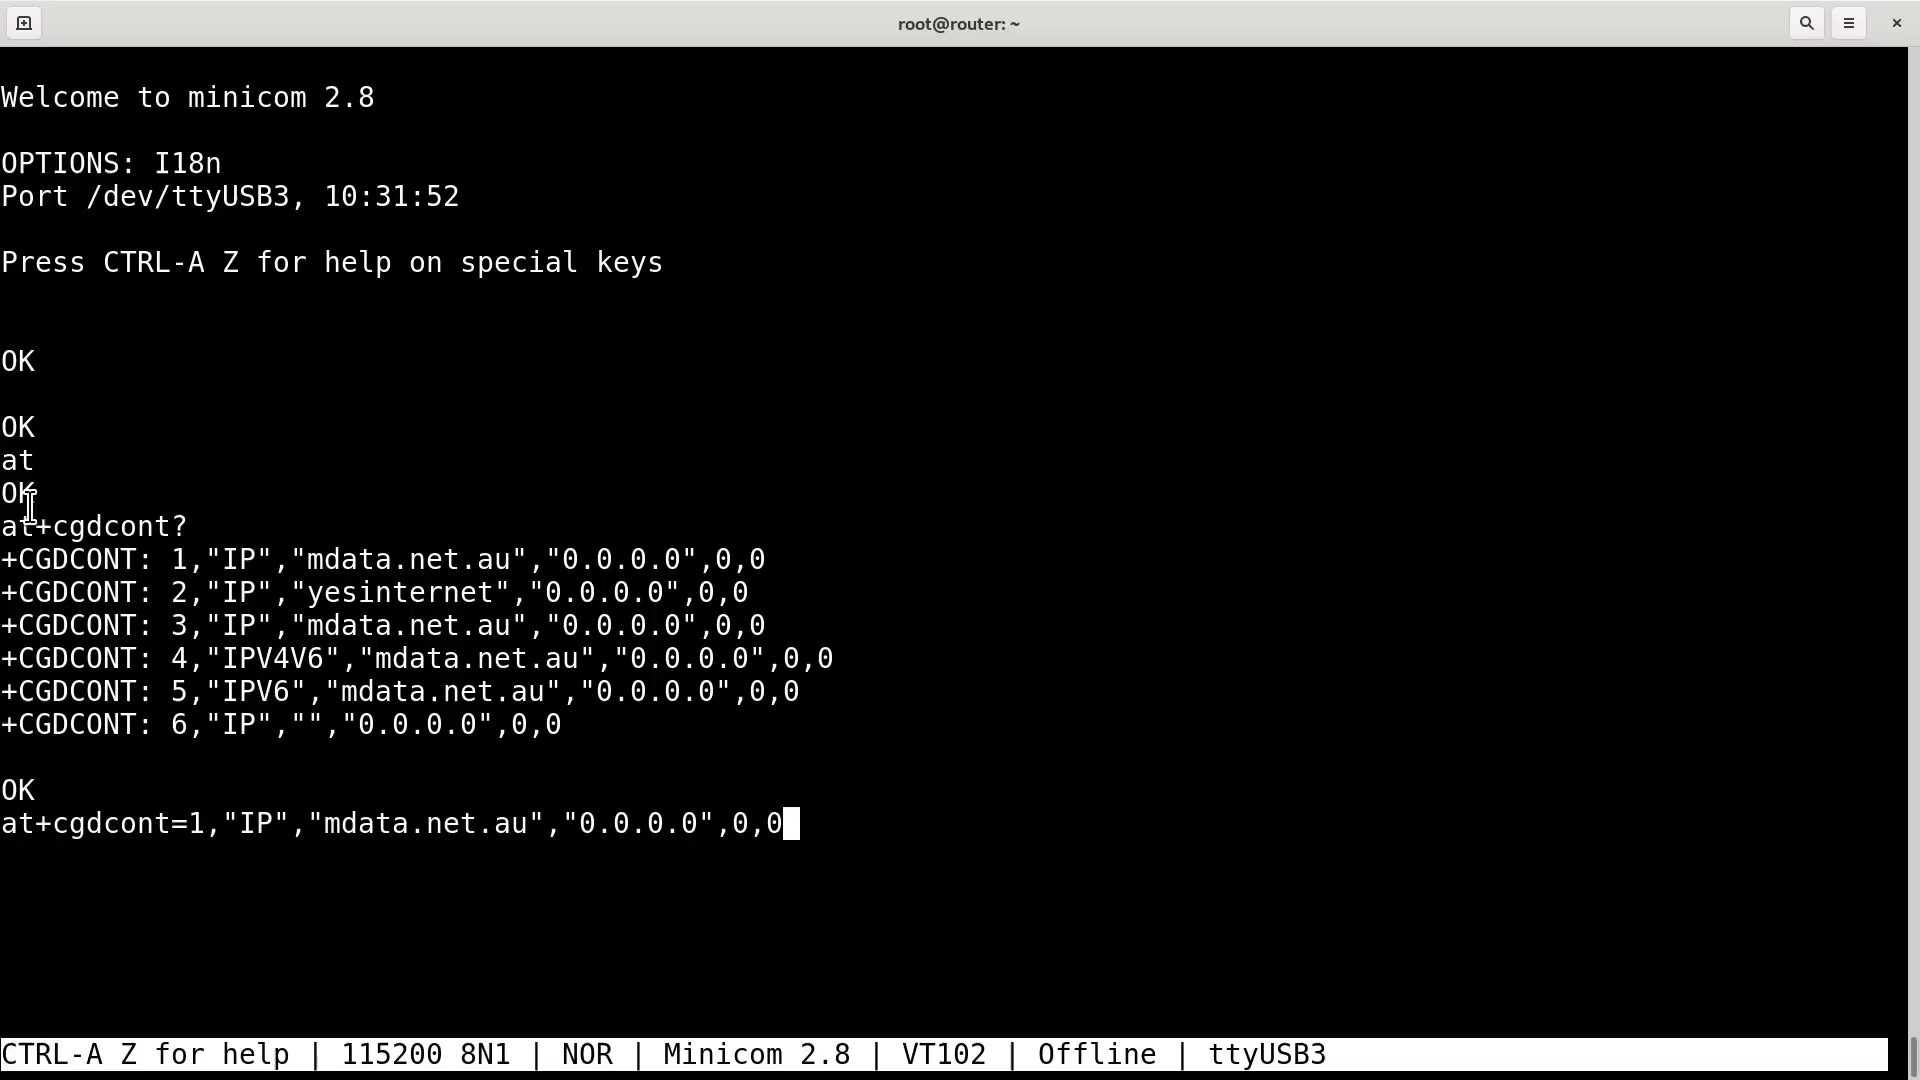 root@router: ~
Welcome to minicom 2.8
OPTIONS: I18n
Port /dev/ttyUSB3, 10:31:52
Press CTRL-A Z for help on special keys
OK
OK
at
OK
at+cgdcont?
+CGDCONT: 1,"IP","mdata.net.au","0.0.0.0",0,0
+CGDCONT: 2,"IP","yesinternet","0.0.0.0",0,0
+CGDCONT: 3,"IP","mdata.net.au","0.0.0.0",0,0
+CGDCONT: 4,"IPV4V6","mdata.net.au","0.0.0.0",0,0
+CGDCONT: 5,"IPV6","mdata.net.au","0.0.0.0",0,0
+CGDCONT: 6,"IP","","0.0.0.0",0,0
OK
at+cgdcont=1,"IP","mdata.net.au","0.0.0.0",0,0
CTRL-A Z for help | 115200 8N1 | NOR | Minicom 2.8 | VT102 | Offline | ttyUSB3